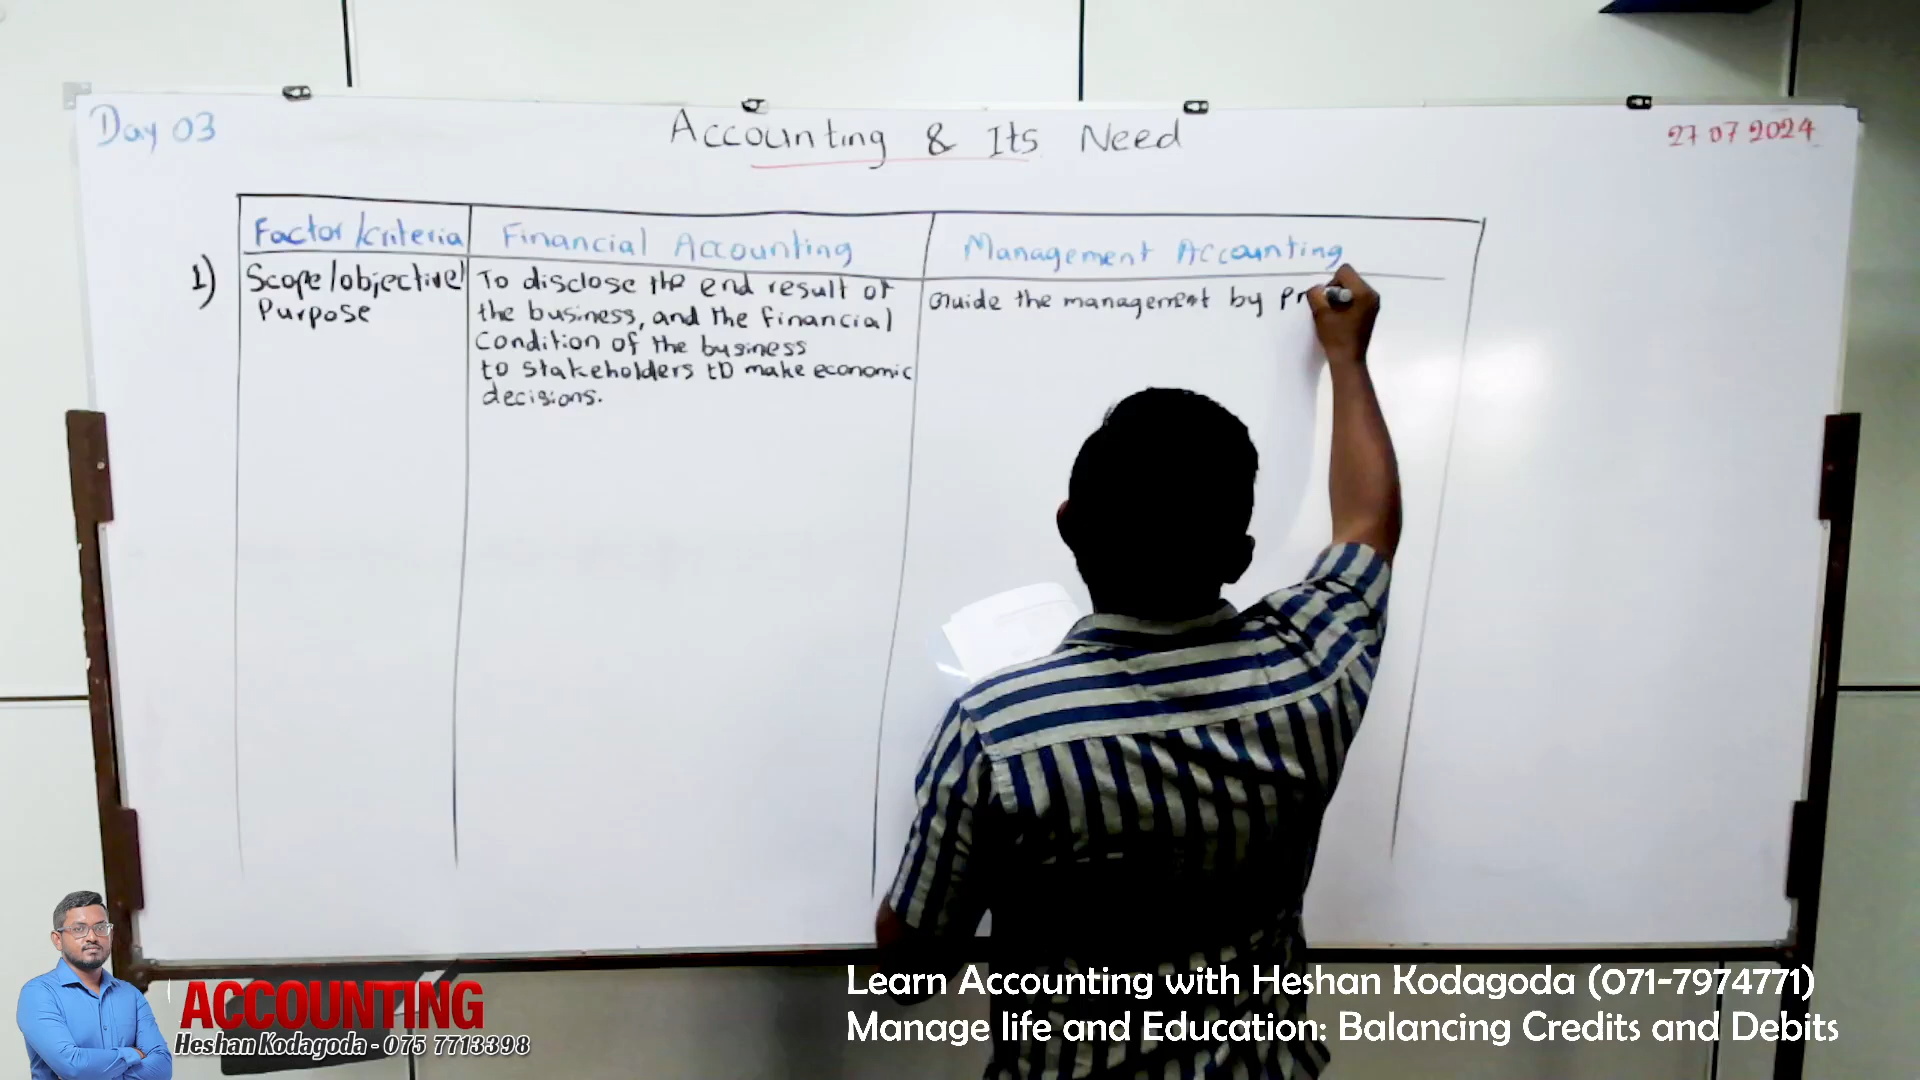 Day 03
Accounting & Its Need
27 07 2024
Factor/criteria
Financial Accounting
Management Accounting
1)
Scope/objective/
Purpose
To disclose the end result of
the business, and the financial
Condition of the business
to stakeholders to make economic
decisions.
Guide the management by pr
ACCOUNTING
Heshan Kodagoda - 075 7713398
Learn Accounting with Heshan Kodagoda (071-7974771)
Manage life and Education: Balancing Credits and Debits